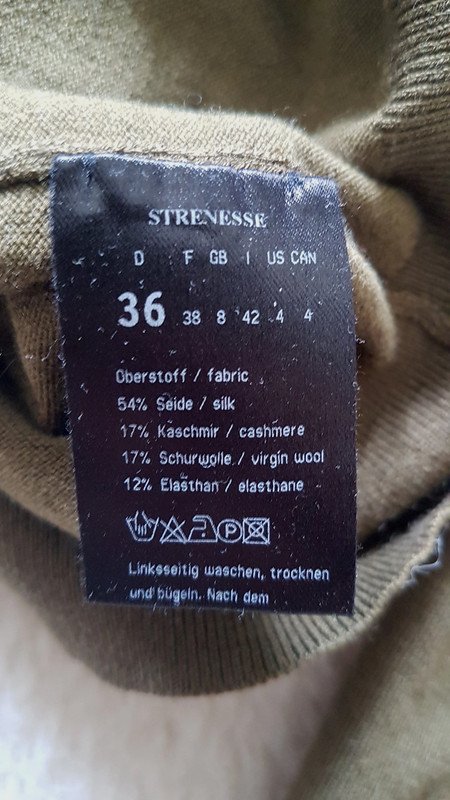 STRENESSE
D F GB I US CAN
36 38 8 42 4 4
Oberstoff / fabric
54% Seide / silk
17% Kaschmir / cashmere
17% Schurwolle / virgin wool
12% Elasthan / elasthane
P
Linksseitig waschen, trocknen
und bügeln. Nach dem